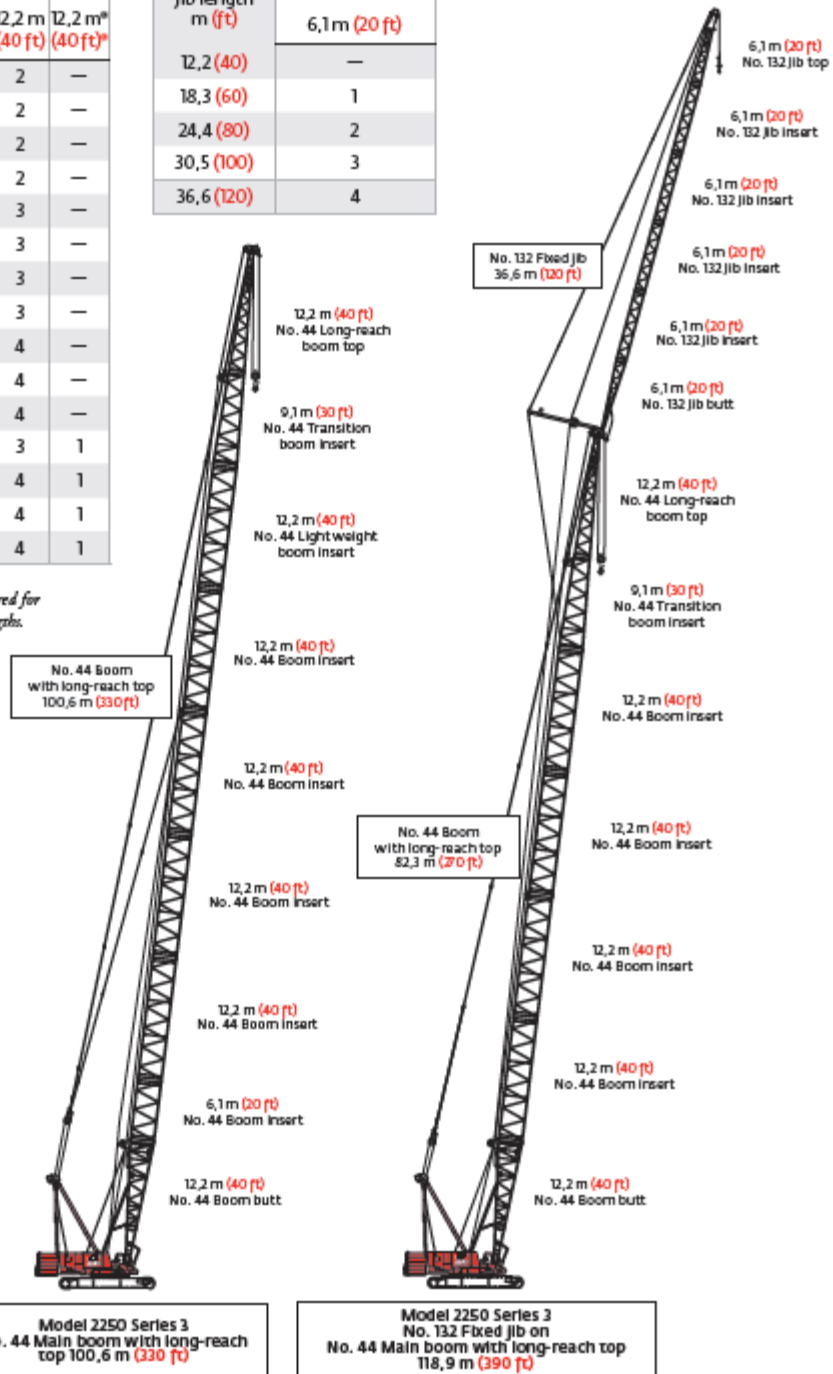 12,2 m 12,2 m*
(40 ft) (40 ft)*
2 —
2 —
2 —
2 —
3 —
3 —
3 —
3 —
4 —
4 —
4 —
3 1
4 1
4 1
4 1
Jib length
m (ft)
6,1 m (20 ft)
12,2 (40) —
18,3 (60) 1
24,4 (80) 2
30,5 (100) 3
36,6 (120) 4
12,2 m (40 ft)
No. 44 Long-reach
boom top
9,1 m (30 ft)
No. 44 Transition
boom insert
12,2 m (40 ft)
No. 44 Light weight
boom insert
12,2 m (40 ft)
No. 44 Boom insert
No. 44 Boom
with long-reach top
100,6 m (330 ft)
12,2 m (40 ft)
No. 44 Boom insert
12,2 m (40 ft)
No. 44 Boom insert
12,2 m (40 ft)
No. 44 Boom insert
6,1 m (20 ft)
No. 44 Boom insert
12,2 m (40 ft)
No. 44 Boom butt
Model 2250 Series 3
. 44 Main boom with long-reach
top 100,6 m (330 ft)
6,1 m (20 ft)
No. 132 Jib top
6,1 m (20 ft)
No. 132 Jib insert
6,1 m (20 ft)
No. 132 Jib insert
6,1 m (20 ft)
No. 132 Jib insert
No. 132 Fixed jib
36,6 m (120 ft)
6,1 m (20 ft)
No. 132 Jib insert
6,1 m (20 ft)
No. 132 Jib butt
12,2 m (40 ft)
No. 44 Long-reach
boom top
9,1 m (30 ft)
No. 44 Transition
boom insert
12,2 m (40 ft)
No. 44 Boom insert
12,2 m (40 ft)
No. 44 Boom insert
No. 44 Boom
with long-reach top
82,3 m (270 ft)
12,2 m (40 ft)
No. 44 Boom insert
12,2 m (40 ft)
No. 44 Boom insert
12,2 m (40 ft)
No. 44 Boom butt
Model 2250 Series 3
No. 132 Fixed jib on
No. 44 Main boom with long-reach top
118,9 m (390 ft)